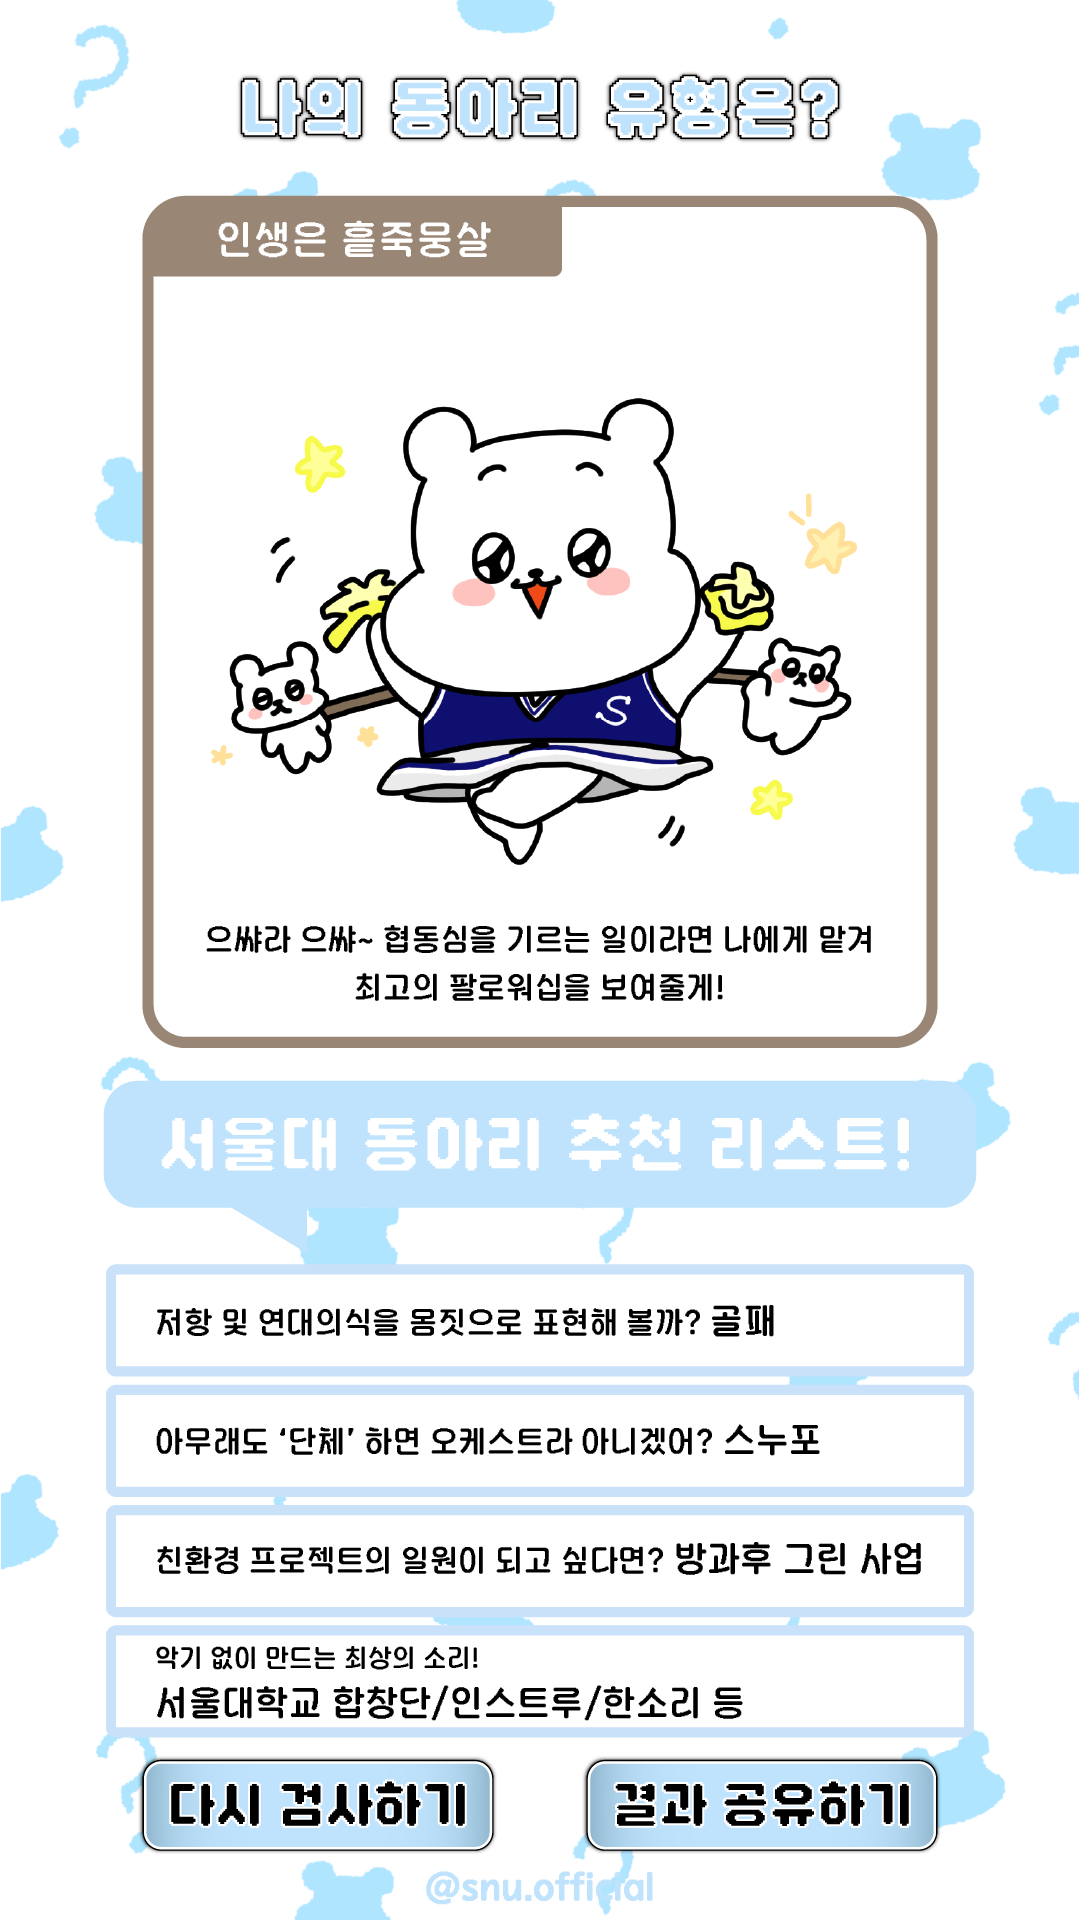 나의 동아리 유형은?
인생은 흩죽뭉살
S
으쌰라 으쌰~ 협동심을 기르는 일이라면 나에게 맡겨
최고의 팔로워십을 보여줄게!
서울대 동아리 추천 리스트!
저항 및 연대의식을 몸짓으로 표현해 볼까? 골패
아무래도 ‘단체’ 하면 오케스트라 아니겠어? 스누포
친환경 프로젝트의 일원이 되고 싶다면? 방과후 그린 사업
악기 없이 만드는 최상의 소리!
서울대학교 합창단/인스트루/한소리 등
다시 검사하기
결과 공유하기
@snu.official